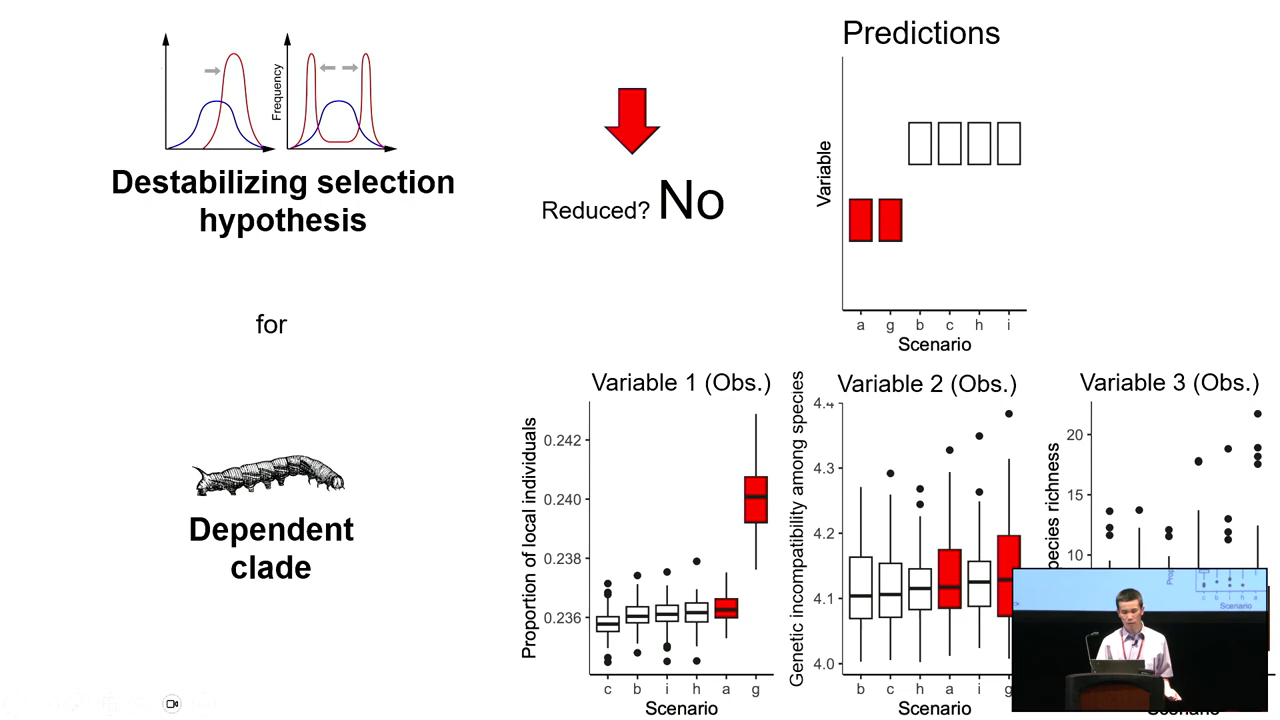 Predictions
Frequency
Destabilizing selection
hypothesis
Reduced? No
Variable
a g b c h i
Scenario
for
Dependent
clade
Variable 1 (Obs.)
Proportion of local individuals
0.242
0.240
0.238
0.236
c b i h a g
Scenario
Variable 2 (Obs.)
Genetic incompatibility among species
4.4
4.3
4.2
4.1
4.0
b c h a i g
Scenario
Variable 3 (Obs.)
pecies richness
20
15
10
Scenario